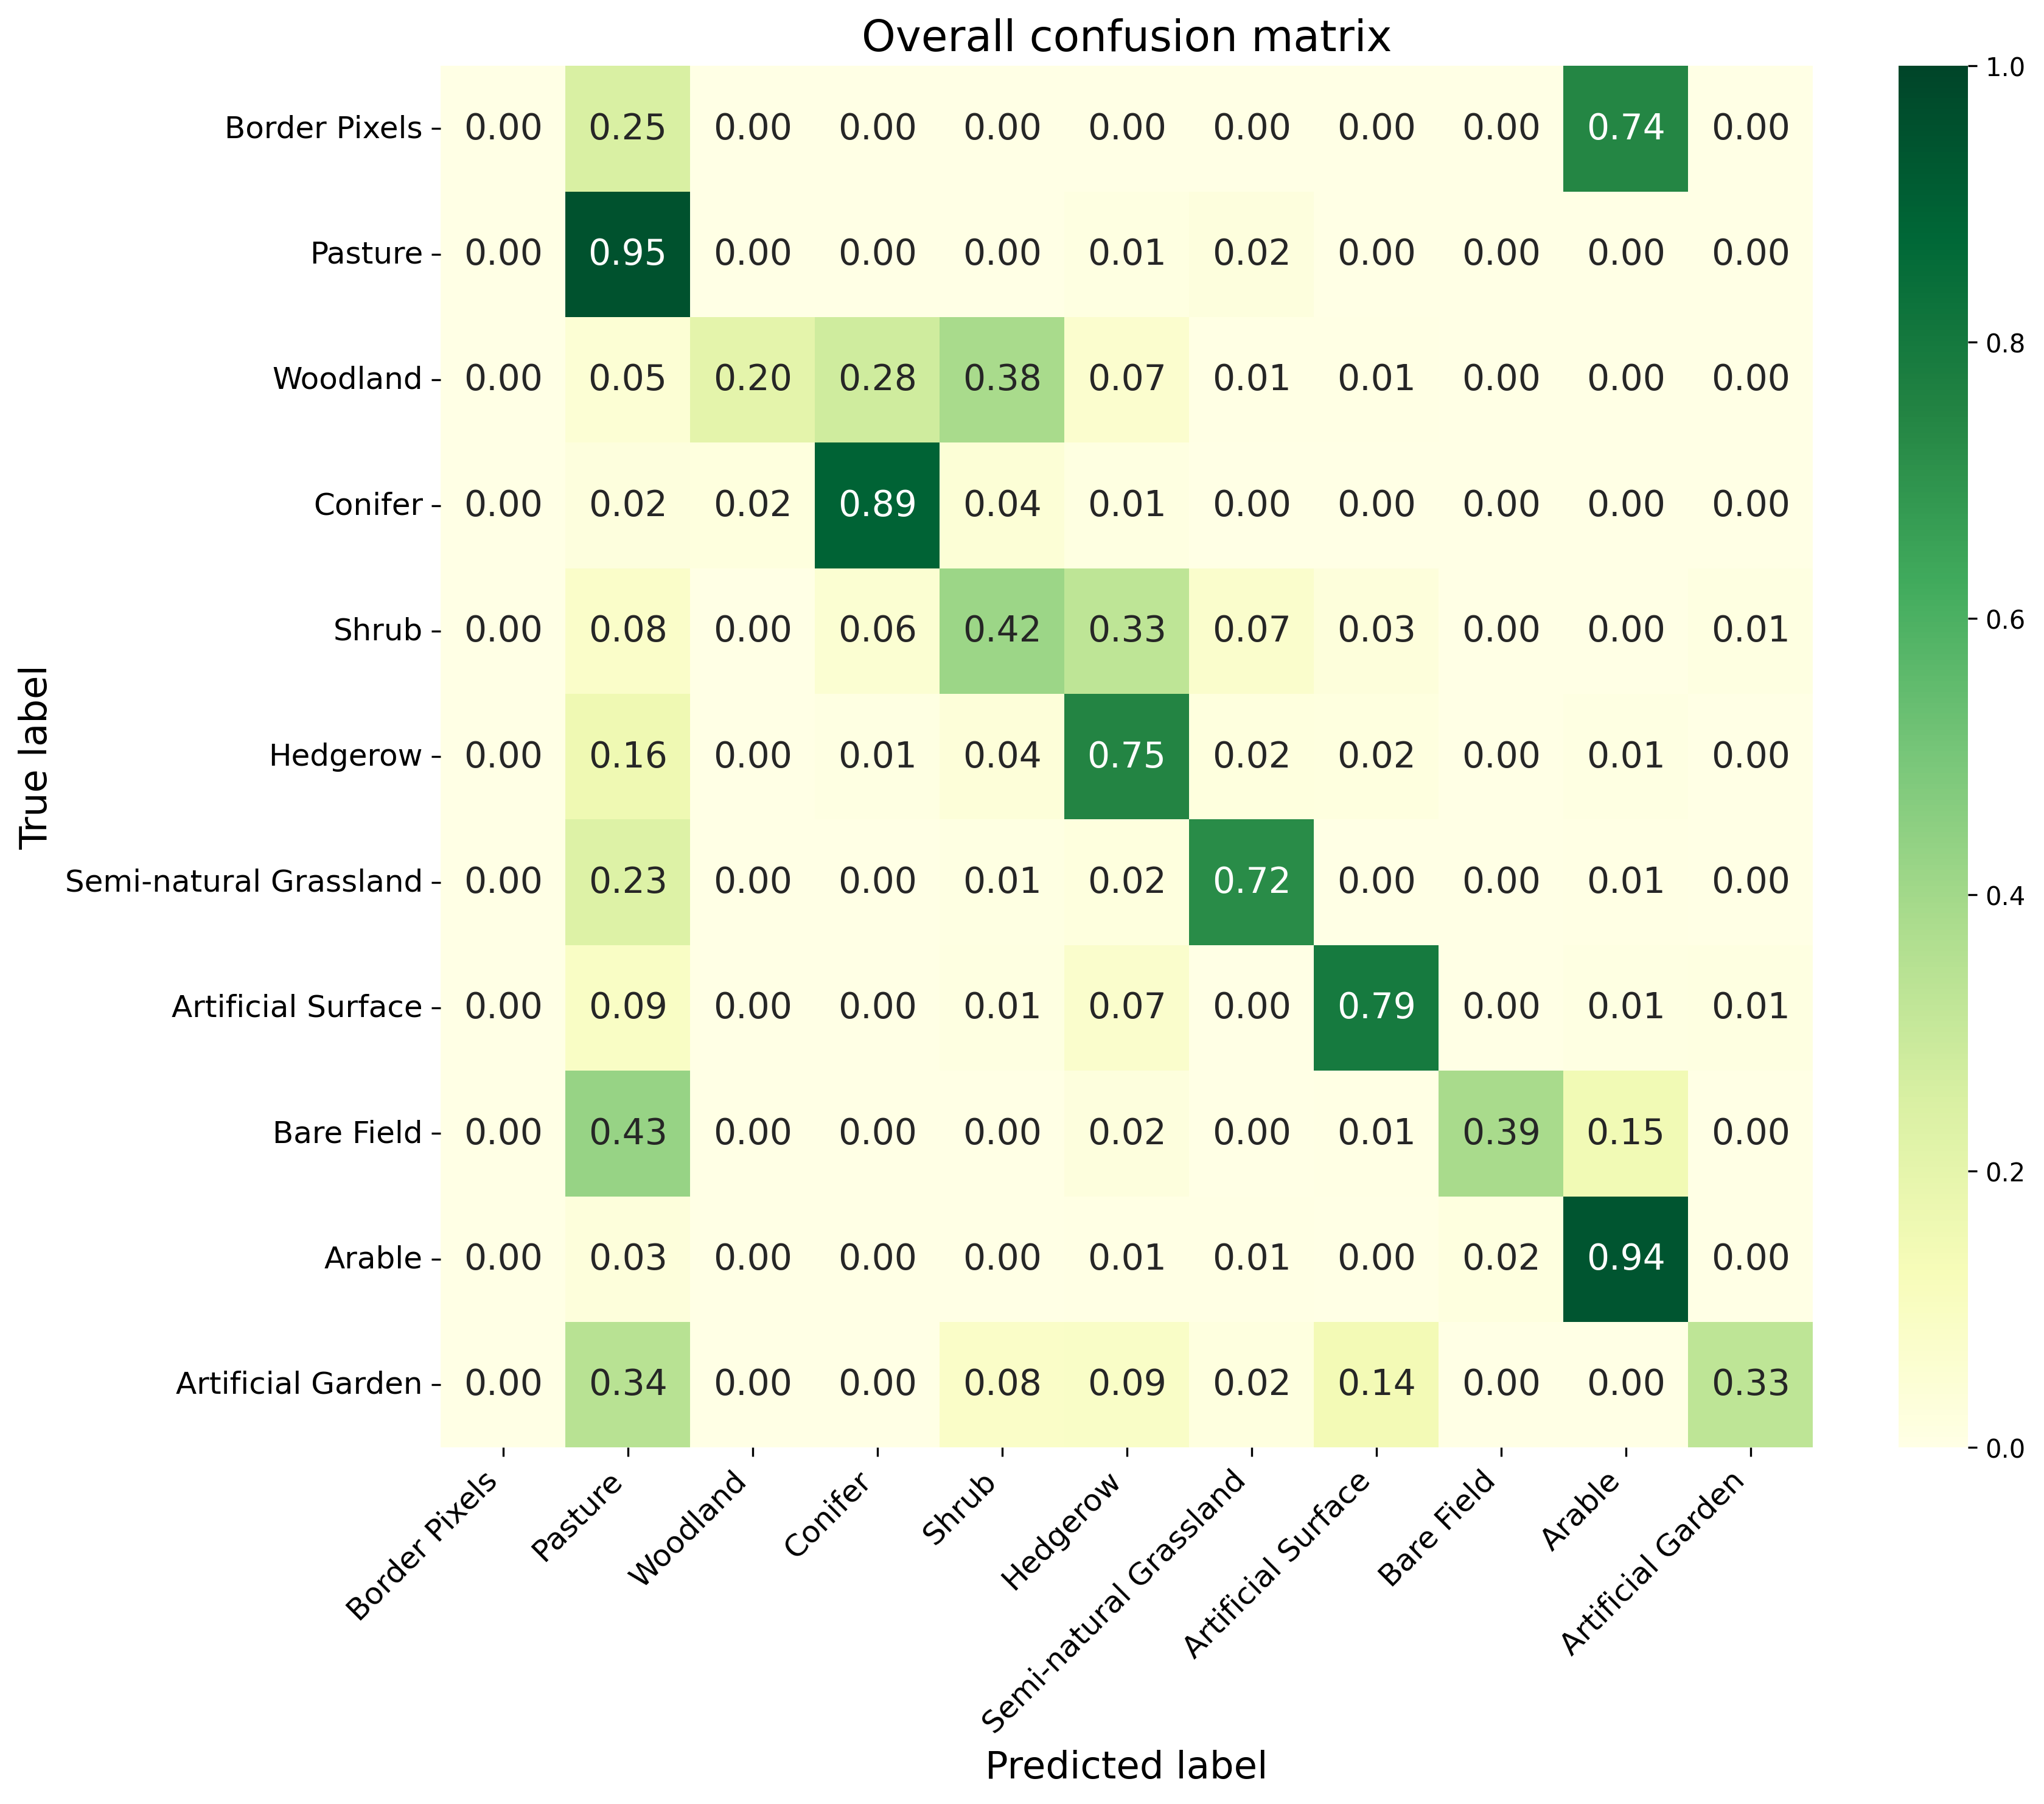 Overall confusion matrix
Border Pixels 0.00 0.25 0.00 0.00 0.00 0.00 0.00 0.00 0.00 0.74 0.00
Pasture 0.00 0.95 0.00 0.00 0.00 0.01 0.02 0.00 0.00 0.00 0.00
Woodland 0.00 0.05 0.20 0.28 0.38 0.07 0.01 0.01 0.00 0.00 0.00
Conifer 0.00 0.02 0.02 0.89 0.04 0.01 0.00 0.00 0.00 0.00 0.00
Shrub 0.00 0.08 0.00 0.06 0.42 0.33 0.07 0.03 0.00 0.00 0.01
Hedgerow 0.00 0.16 0.00 0.01 0.04 0.75 0.02 0.02 0.00 0.01 0.00
Semi-natural Grassland 0.00 0.23 0.00 0.00 0.01 0.02 0.72 0.00 0.00 0.01 0.00
Artificial Surface 0.00 0.09 0.00 0.00 0.01 0.07 0.00 0.79 0.00 0.01 0.01
Bare Field 0.00 0.43 0.00 0.00 0.00 0.02 0.00 0.01 0.39 0.15 0.00
Arable 0.00 0.03 0.00 0.00 0.00 0.01 0.01 0.00 0.02 0.94 0.00
Artificial Garden 0.00 0.34 0.00 0.00 0.08 0.09 0.02 0.14 0.00 0.00 0.33
True label
Border Pixels
Pasture
Woodland
Conifer
Shrub
Hedgerow
Semi-natural Grassland
Artificial Surface
Bare Field
Arable
Artificial Garden
Predicted label
1.0
0.8
0.6
0.4
0.2
0.0